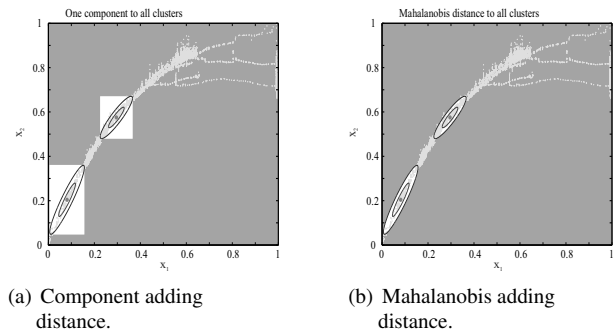 One component to all clusters
1
0.8
0.6
0.4
0.2
0
x₂
0 0.2 0.4 0.6 0.8 1
x₁
(a) Component adding
distance.
Mahalanobis distance to all clusters
1
0.8
0.6
0.4
0.2
0
x₂
0 0.2 0.4 0.6 0.8 1
x₁
(b) Mahalanobis adding
distance.